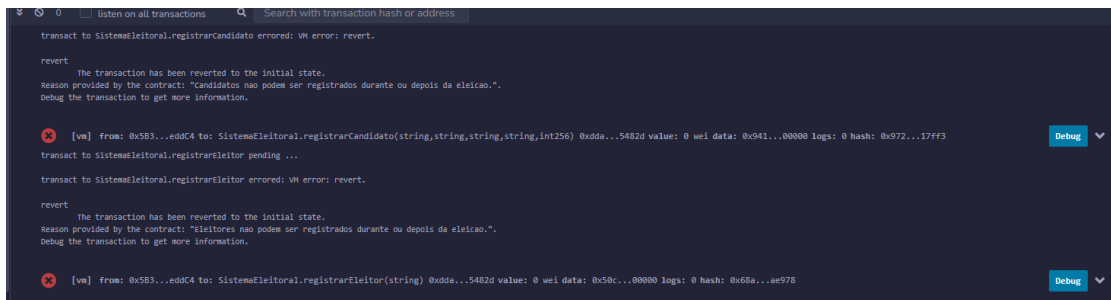 0 listen on all transactions Search with transaction hash or address
transact to SistemaEleitoral.registrarCandidato errored: VM error: revert.
revert
The transaction has been reverted to the initial state.
Reason provided by the contract: "Candidatos nao podem ser registrados durante ou depois da eleicao.".
Debug the transaction to get more information.
[vm] from: 0x5B3...eddC4 to: SistemaEleitoral.registrarCandidato(string,string,string,string,int256) 0xdda...5482d value: 0 wei data: 0x941...00000 logs: 0 hash: 0x972...17ff3 Debug
transact to SistemaEleitoral.registrarEleitor pending ...
transact to SistemaEleitoral.registrarEleitor errored: VM error: revert.
revert
The transaction has been reverted to the initial state.
Reason provided by the contract: "Eleitores nao podem ser registrados durante ou depois da eleicao.".
Debug the transaction to get more information.
[vm] from: 0x5B3...eddC4 to: SistemaEleitoral.registrarEleitor(string) 0xdda...5482d value: 0 wei data: 0x50c...00000 logs: 0 hash: 0x68a...ae978 Debug